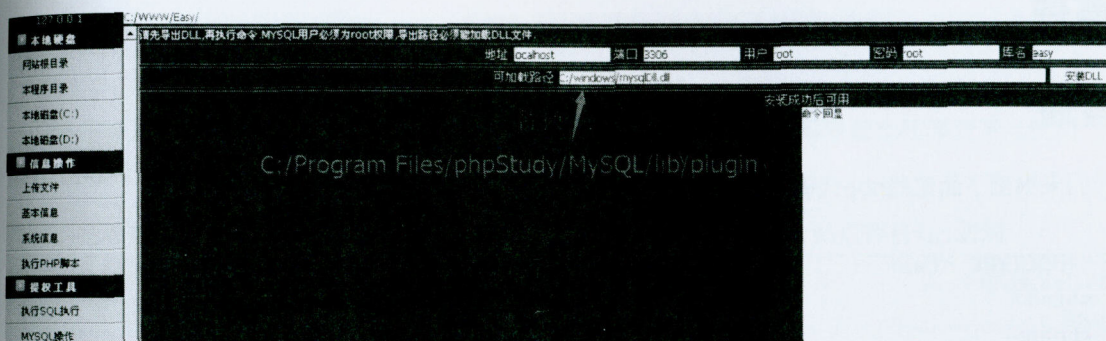 127.0.0.1
C:/WWW/Easy/
本地硬盘
网站根目录
本程序目录
本地磁盘(C:)
本地磁盘(D:)
信息操作
上传文件
基本信息
系统信息
执行PHP脚本
提权工具
执行SQL执行
MYSQL操作
请先导出DLL,再执行命令.MYSQL用户必须为root权限,导出路径必须能加载DLL文件.
地址 ocalhost 端口 3306 用户 root 密码 root 库名 easy
可加载路径 C:/windows/mysqlDll.dll 安装DLL
安装成功后可用
命令回显
C:/Program Files/phpStudy/MySQL/lib/plugin